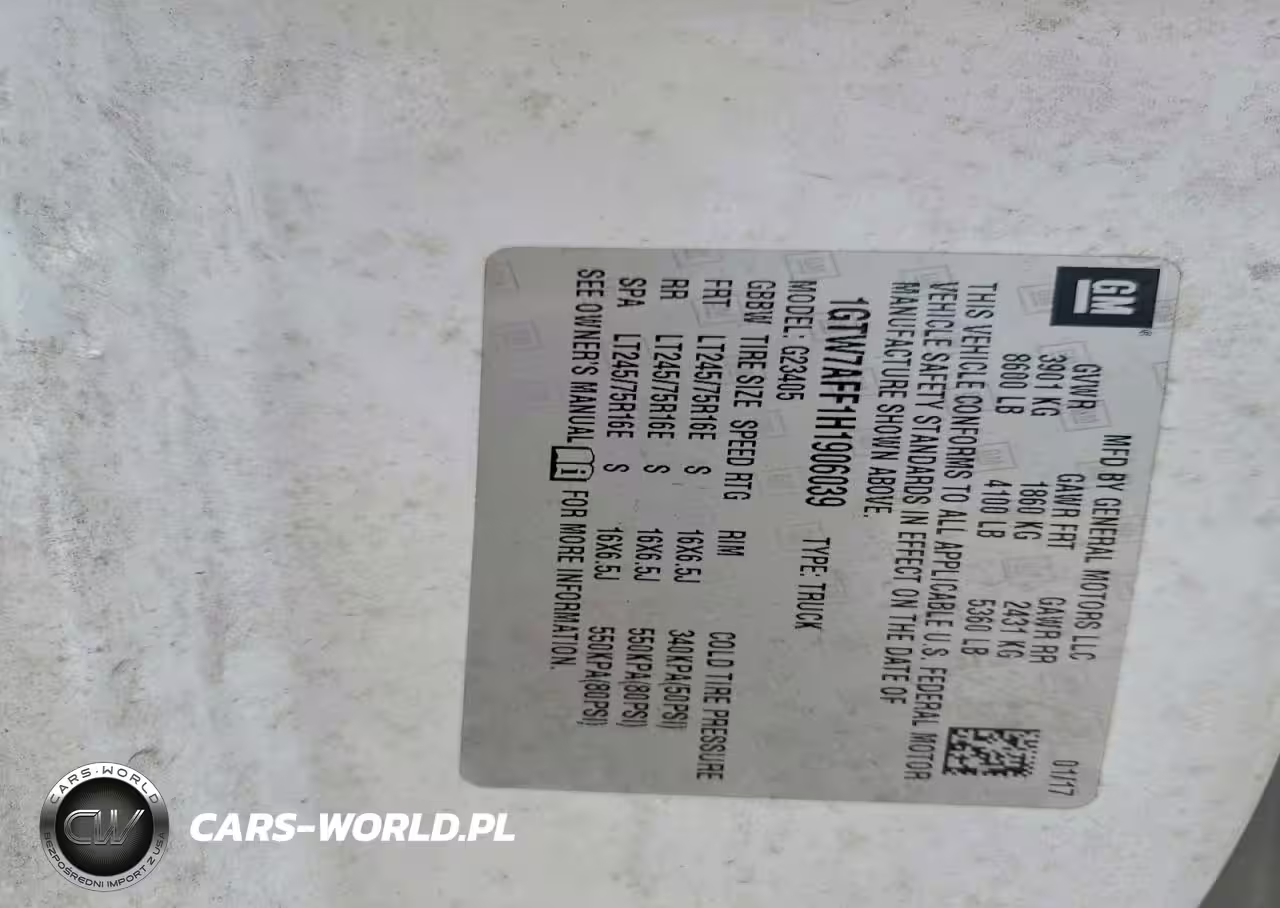 GM
MFD BY GENERAL MOTORS LLC 01/17
GVWR GAWR FRT GAWR RR
3901 KG 1860 KG 2431 KG
8600 LB 4100 LB 5360 LB
THIS VEHICLE CONFORMS TO ALL APPLICABLE U.S. FEDERAL MOTOR
VEHICLE SAFETY STANDARDS IN EFFECT ON THE DATE OF
MANUFACTURE SHOWN ABOVE.
1GTW7AFF1H1906039 TYPE: TRUCK
MODEL: G23405
GBBW TIRE SIZE SPEED RTG RIM COLD TIRE PRESSURE
FRT LT245/75R16E S 16X6.5J 340KPA(50PSI)
RR LT245/75R16E S 16X6.5J 550KPA(80PSI)
SPA LT245/75R16E S 16X6.5J 550KPA(80PSI)
SEE OWNER'S MANUAL i FOR MORE INFORMATION.
CARS-WORLD
CW
BEZPOŚREDNI IMPORT Z USA
CARS-WORLD.PL